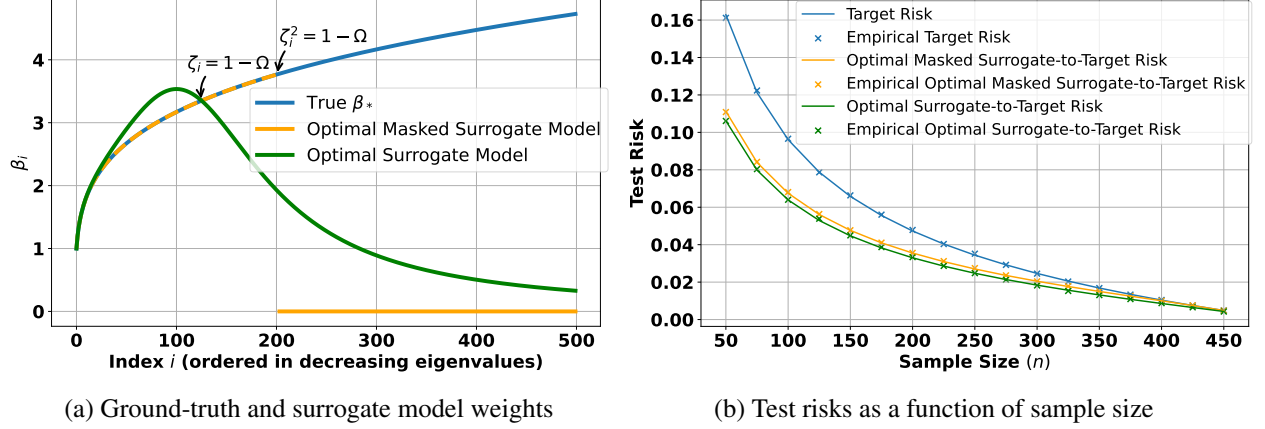 ζᵢ² = 1 − Ω
ζᵢ = 1 − Ω
True β*
Optimal Masked Surrogate Model
Optimal Surrogate Model
βᵢ
4
3
2
1
0
0 100 200 300 400 500
Index i (ordered in decreasing eigenvalues)
(a) Ground-truth and surrogate model weights
Target Risk
Empirical Target Risk
Optimal Masked Surrogate-to-Target Risk
Empirical Optimal Masked Surrogate-to-Target Risk
Optimal Surrogate-to-Target Risk
Empirical Optimal Surrogate-to-Target Risk
Test Risk
0.16
0.14
0.12
0.10
0.08
0.06
0.04
0.02
0.00
50 100 150 200 250 300 350 400 450
Sample Size (n)
(b) Test risks as a function of sample size